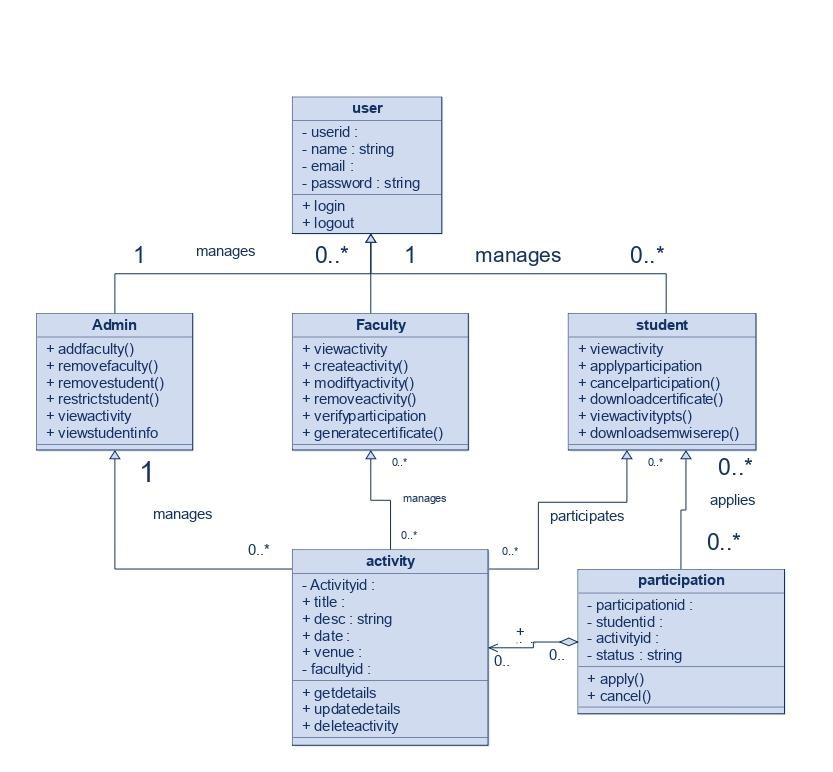 user
- userid :
- name : string
- email :
- password : string
+ login
+ logout
1 manages 0..* 1 manages 0..*
Admin
+ addfaculty()
+ removefaculty()
+ removestudent()
+ restrictstudent()
+ viewactivity
+ viewstudentinfo
Faculty
+ viewactivity
+ createactivity()
+ modiftyactivity()
+ removeactivity()
+ verifyparticipation
+ generatecertificate()
student
+ viewactivity
+ applyparticipation
+ cancelparticipation()
+ downloadcertificate()
+ viewactivitypts()
+ downloadsemwiserep()
1
manages
0..*
0..*
manages
0..*
0..*
participates
0..*
0..*
applies
0..*
activity
- Activityid :
+ title :
+ desc : string
+ date :
+ venue :
- facultyid :
+ getdetails
+ updatedetails
+ deleteactivity
+
0..
0..
participation
- participationid :
- studentid :
- activityid :
- status : string
+ apply()
+ cancel()